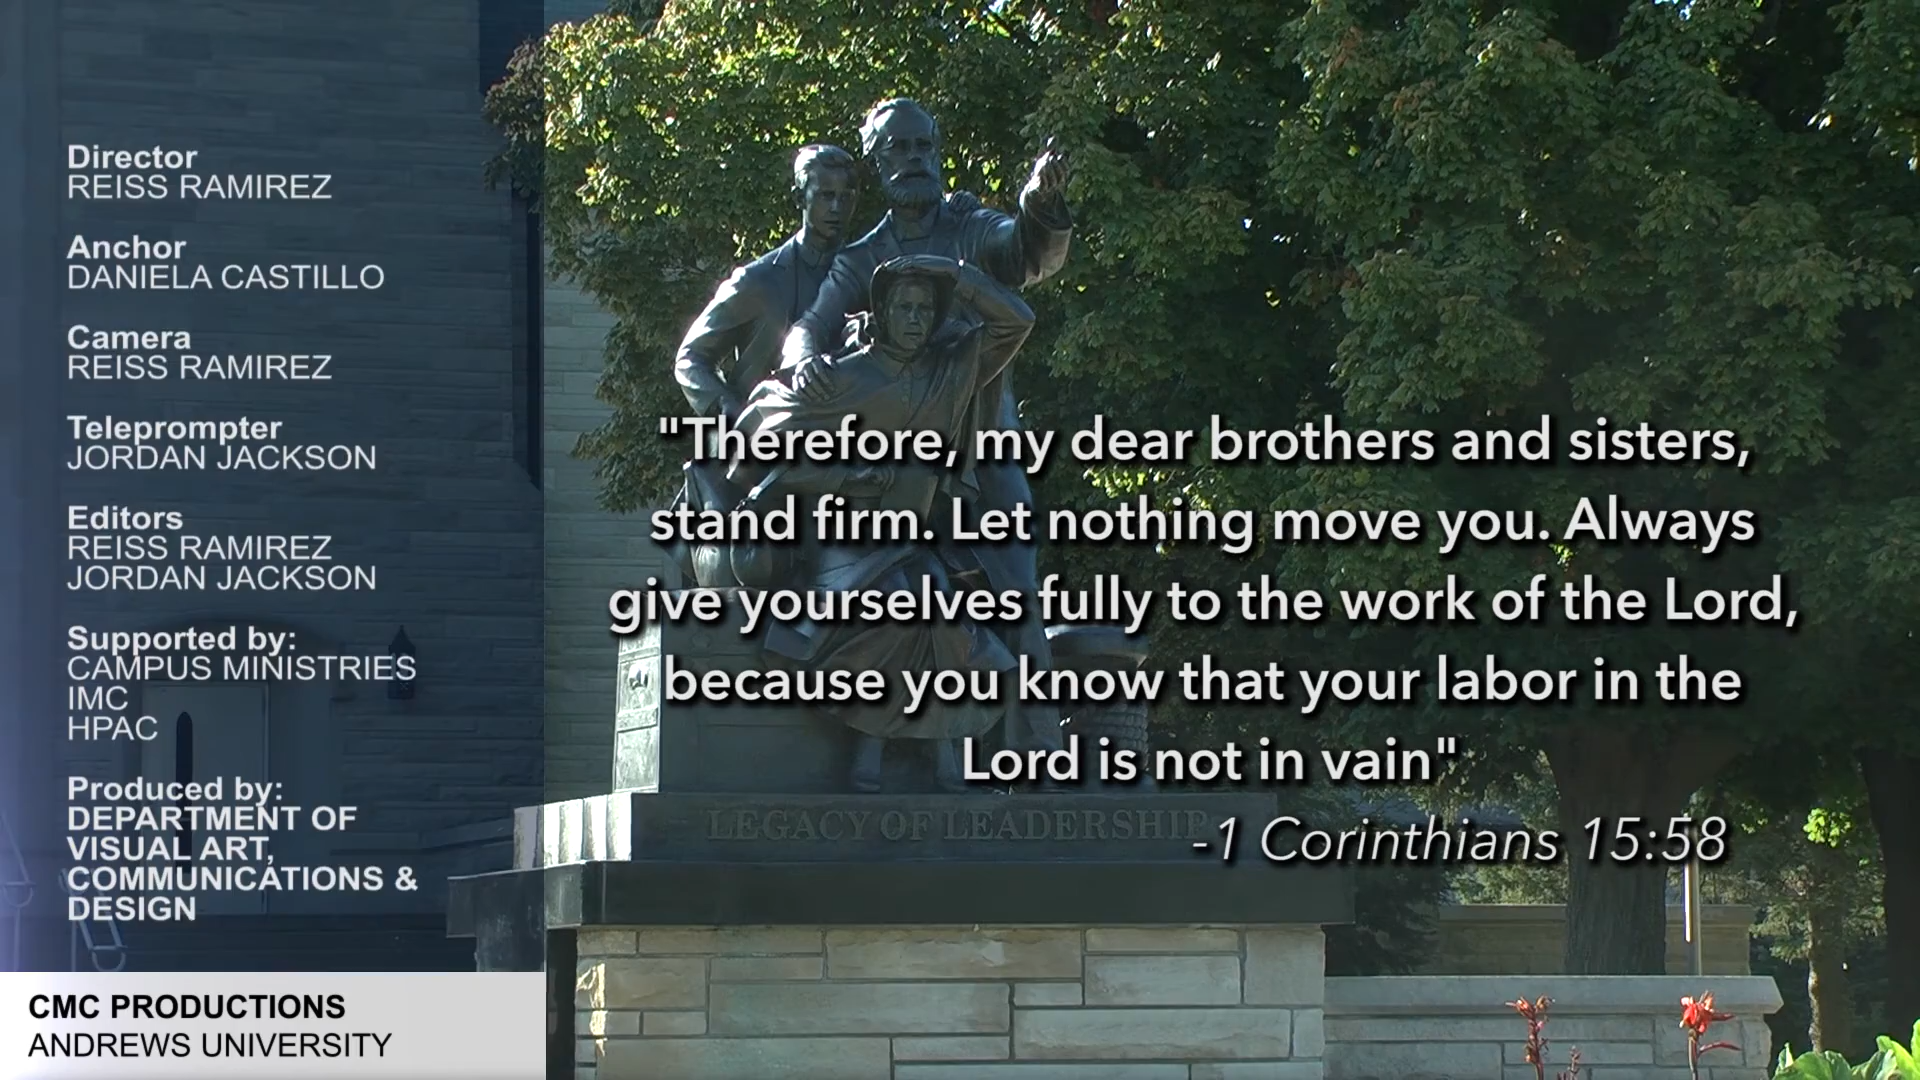 Director
REISS RAMIREZ
Anchor
DANIELA CASTILLO
Camera
REISS RAMIREZ
Teleprompter
JORDAN JACKSON
Editors
REISS RAMIREZ
JORDAN JACKSON
Supported by:
CAMPUS MINISTRIES
IMC
HPAC
Produced by:
DEPARTMENT OF
VISUAL ART,
COMMUNICATIONS &
DESIGN
CMC PRODUCTIONS
ANDREWS UNIVERSITY
"Therefore, my dear brothers and sisters,
stand firm. Let nothing move you. Always
give yourselves fully to the work of the Lord,
because you know that your labor in the
Lord is not in vain"
-1 Corinthians 15:58
LEGACY OF LEADERSHIP